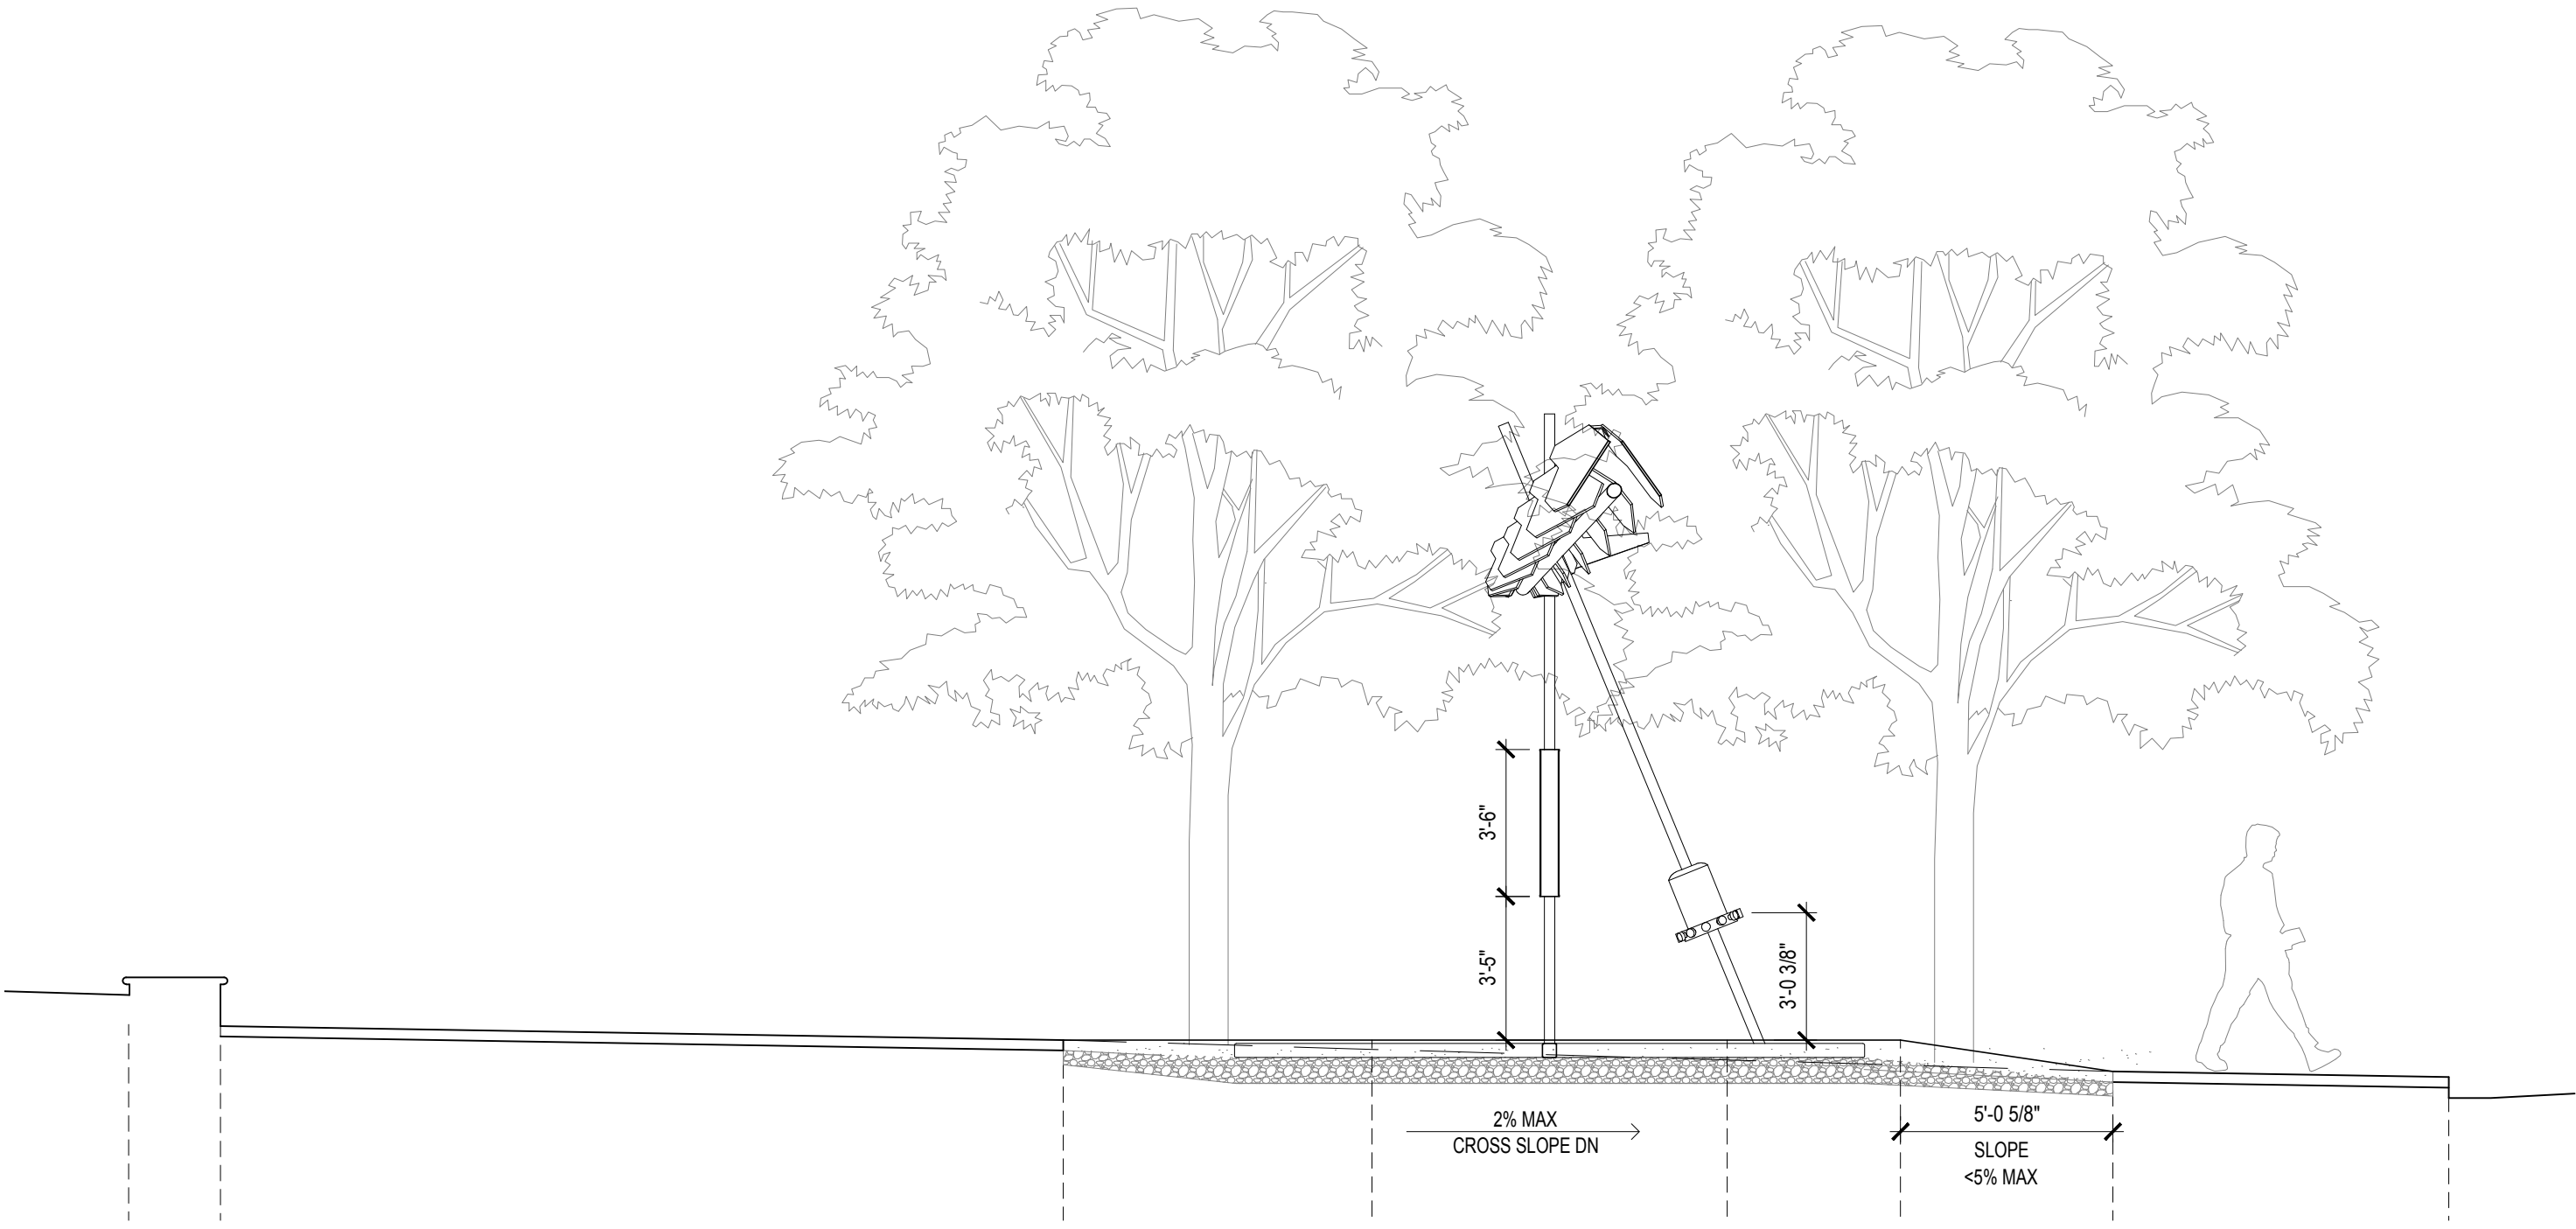 3'-6"
3'-5"
3'-0 3/8"
2% MAX
CROSS SLOPE DN
5'-0 5/8"
SLOPE
<5% MAX